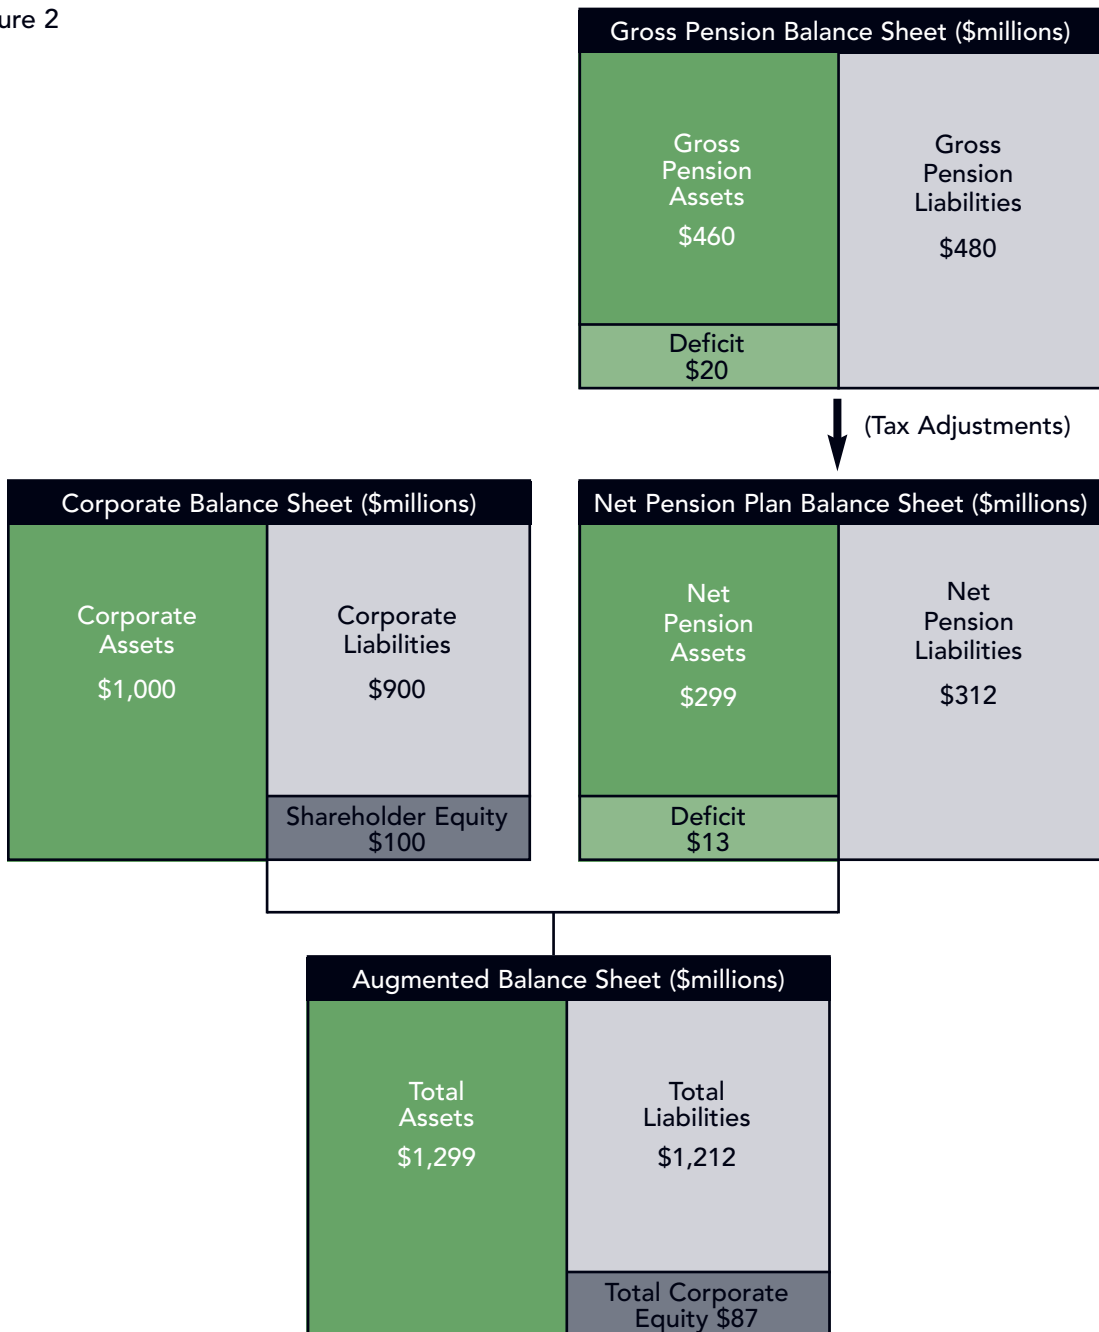 ure 2
Gross Pension Balance Sheet ($millions)
Gross
Pension
Assets
$460
Gross
Pension
Liabilities
$480
Deficit
$20
(Tax Adjustments)
Corporate Balance Sheet ($millions)
Corporate
Assets
$1,000
Corporate
Liabilities
$900
Shareholder Equity
$100
Net Pension Plan Balance Sheet ($millions)
Net
Pension
Assets
$299
Net
Pension
Liabilities
$312
Deficit
$13
Augmented Balance Sheet ($millions)
Total
Assets
$1,299
Total
Liabilities
$1,212
Total Corporate
Equity $87